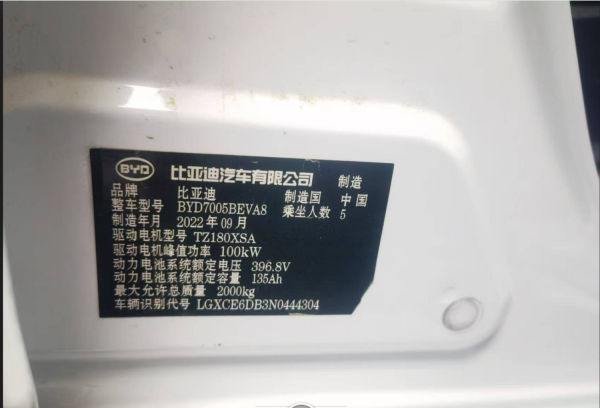 BYD 比亚迪汽车有限公司 制造
品牌 比亚迪 制造国 中国
整车型号 BYD7005BEVA8 乘坐人数 5
制造年月 2022年09月
驱动电机型号 TZ180XSA
驱动电机峰值功率 100kW
动力电池系统额定电压 396.8V
动力电池系统额定容量 135Ah
最大允许总质量 2000kg
车辆识别代号 LGXCE6DB3N0444304